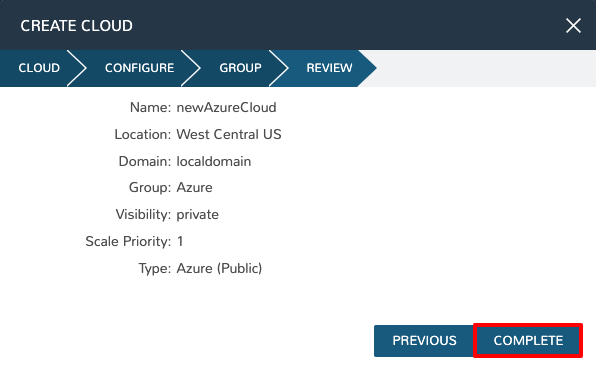 CREATE CLOUD
CLOUD CONFIGURE GROUP REVIEW
Name: newAzureCloud
Location: West Central US
Domain: localdomain
Group: Azure
Visibility: private
Scale Priority: 1
Type: Azure (Public)
PREVIOUS COMPLETE